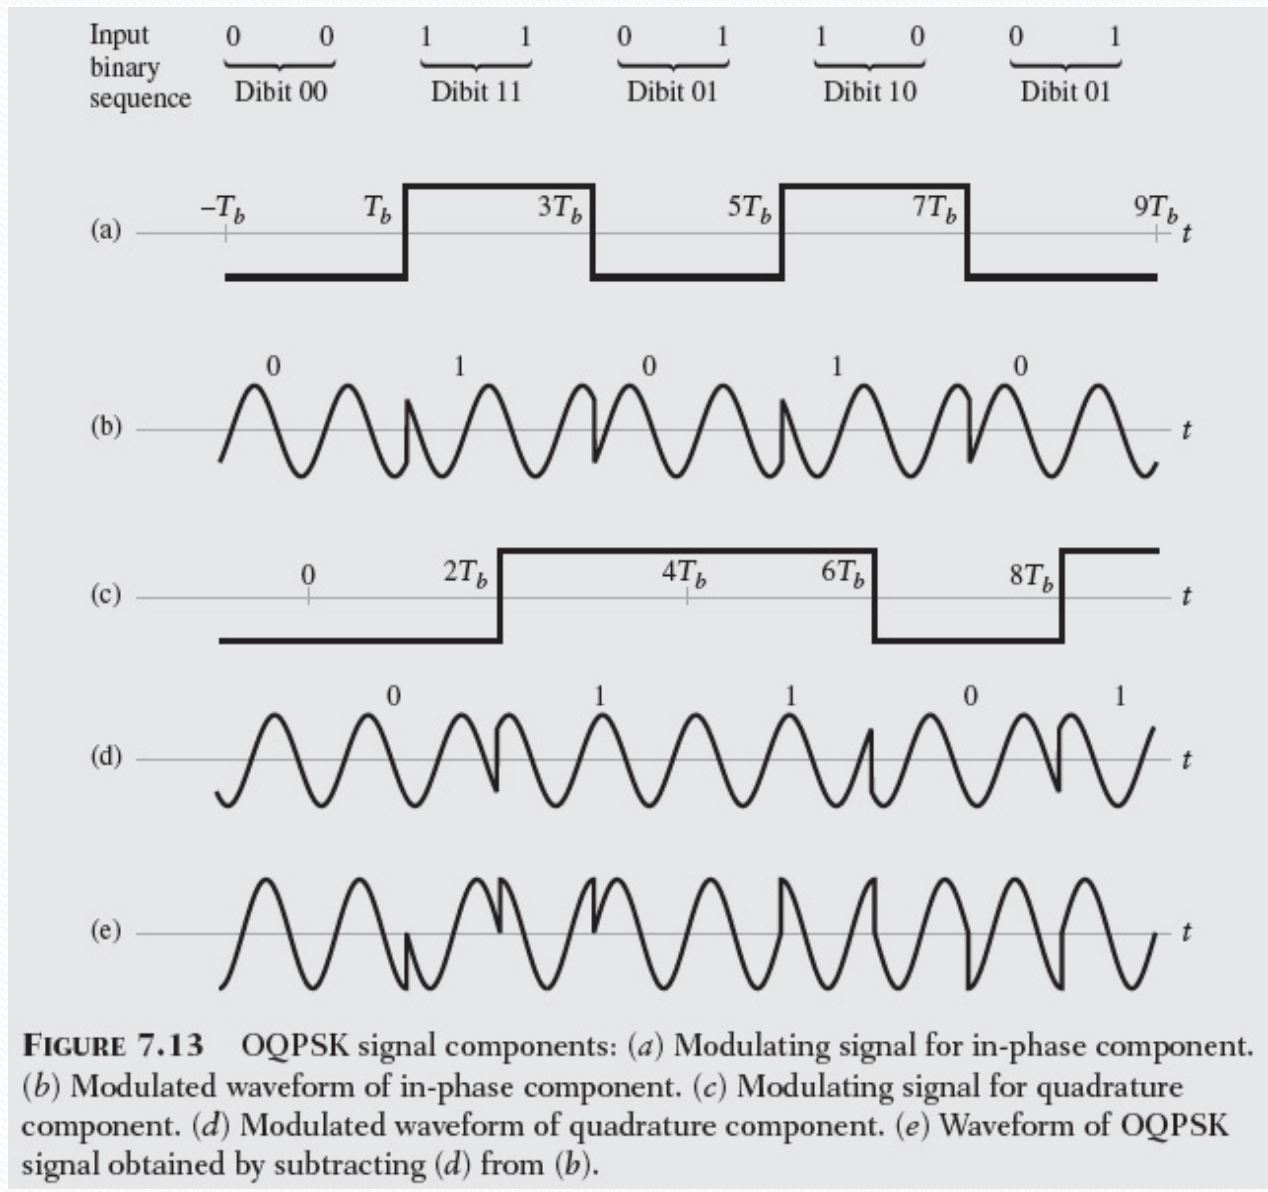 Input binary sequence
0 0 1 1 0 1 1 0 0 1
Dibit 00 Dibit 11 Dibit 01 Dibit 10 Dibit 01
(a) –T_b T_b 3T_b 5T_b 7T_b 9T_b t
0 1 0 1 0
(b) t
(c) 0 2T_b 4T_b 6T_b 8T_b t
0 1 1 0 1
(d) t
(e) t
FIGURE 7.13 OQPSK signal components: (a) Modulating signal for in-phase component.
(b) Modulated waveform of in-phase component. (c) Modulating signal for quadrature
component. (d) Modulated waveform of quadrature component. (e) Waveform of OQPSK
signal obtained by subtracting (d) from (b).